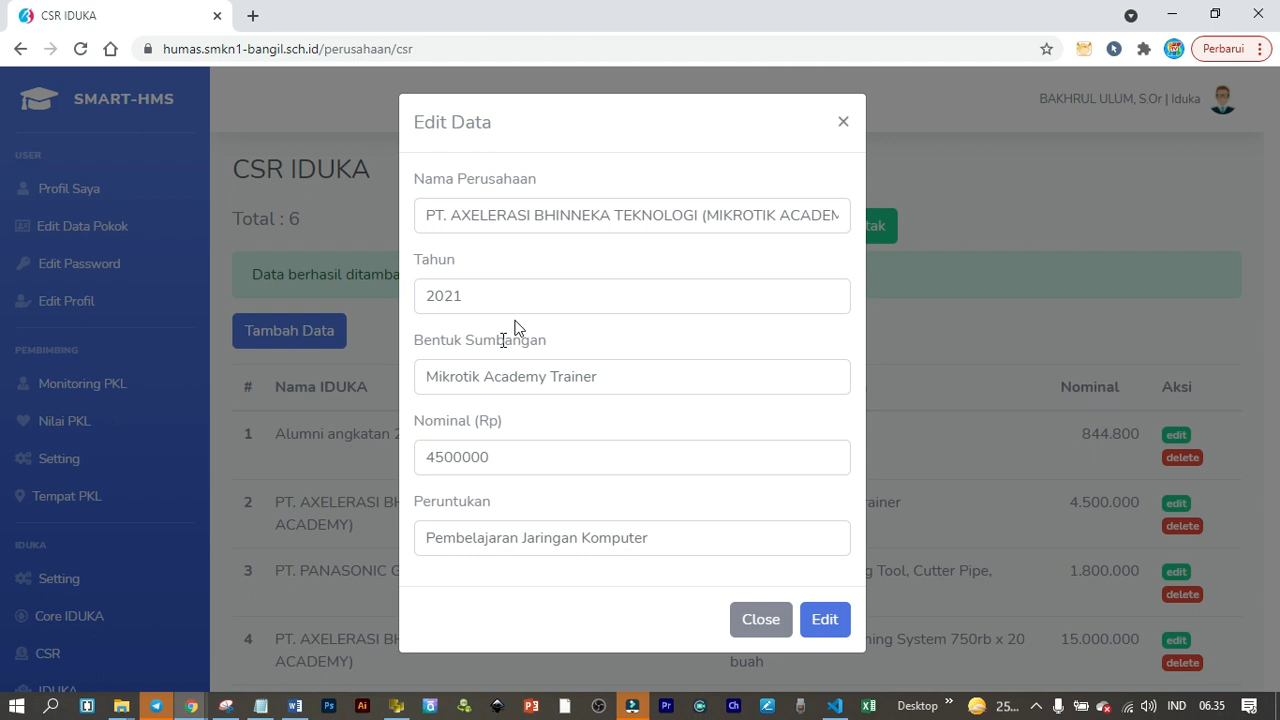 CSR IDUKA
humas.smkn1-bangil.sch.id/perusahaan/csr
Perbarui
SMART-HMS
USER
Profil Saya
Edit Data Pokok
Edit Password
Edit Profil
PEMBIMBING
Monitoring PKL
Nilai PKL
Setting
Tempat PKL
IDUKA
Setting
Core IDUKA
CSR
IDUKA
BAKHRUL ULUM, S.Or | Iduka
CSR IDUKA
Total : 6
tak
Data berhasil ditamba
Tambah Data
# Nama IDUKA Nominal Aksi
1 Alumni angkatan 2 844.800 edit
delete
2 PT. AXELERASI BH rainer 4.500.000 edit
ACADEMY) delete
3 PT. PANASONIC G g Tool, Cutter Pipe, 1.800.000 edit
delete
4 PT. AXELERASI BH ning System 750rb x 20 15.000.000 edit
ACADEMY) buah delete
Edit Data
×
Nama Perusahaan
PT. AXELERASI BHINNEKA TEKNOLOGI (MIKROTIK ACADEM
Tahun
2021
Bentuk Sumbangan
Mikrotik Academy Trainer
Nominal (Rp)
4500000
Peruntukan
Pembelajaran Jaringan Komputer
Close
Edit
Desktop
25...
06.35